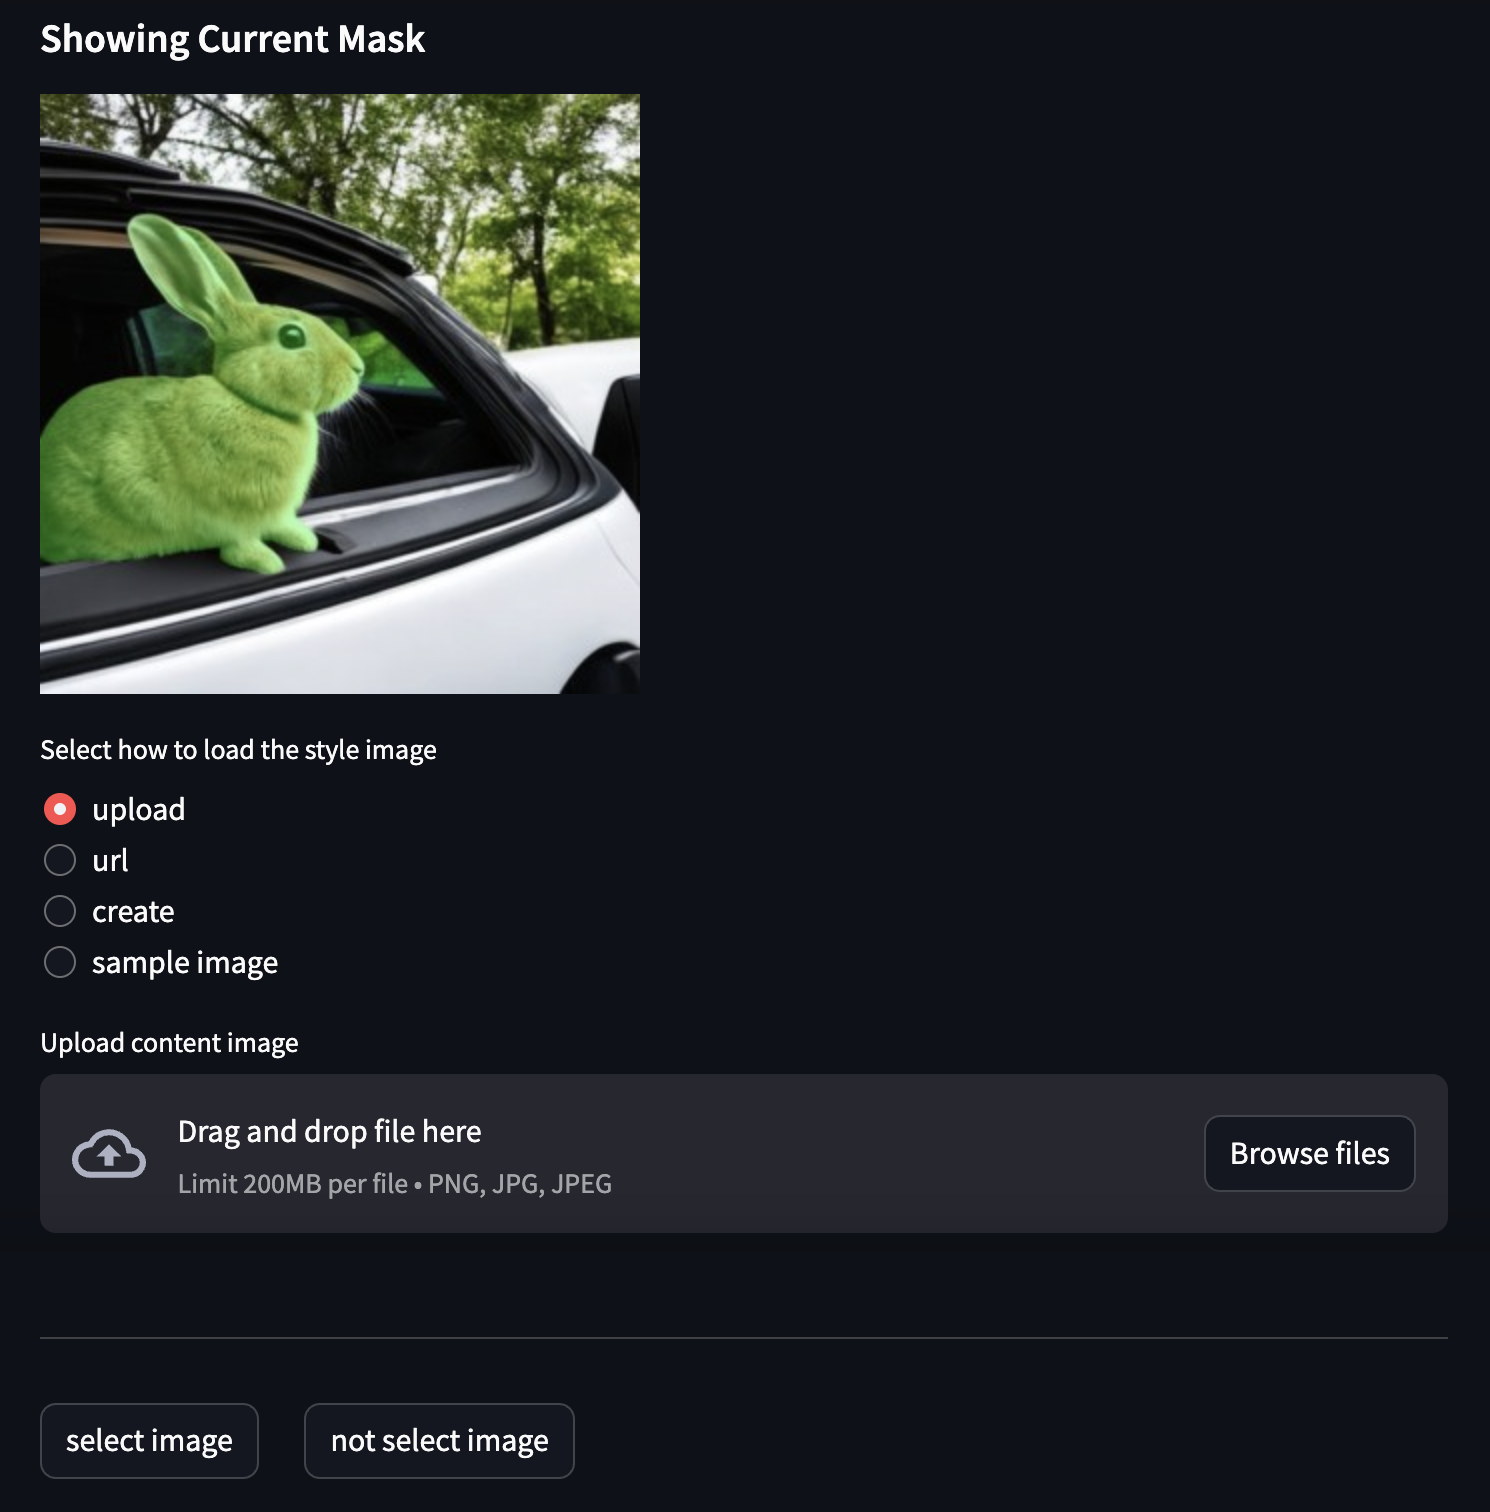 Showing Current Mask
Select how to load the style image
upload
url
create
sample image
Upload content image
Drag and drop file here
Limit 200MB per file • PNG, JPG, JPEG
Browse files
select image
not select image